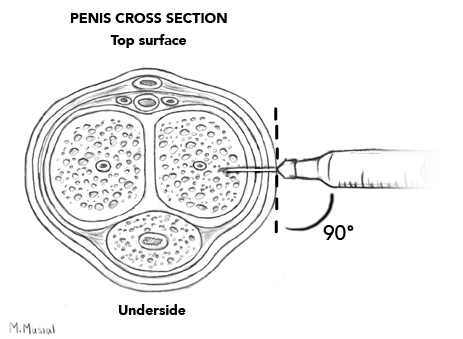 PENIS CROSS SECTION
Top surface
90°
Underside
M. Musial